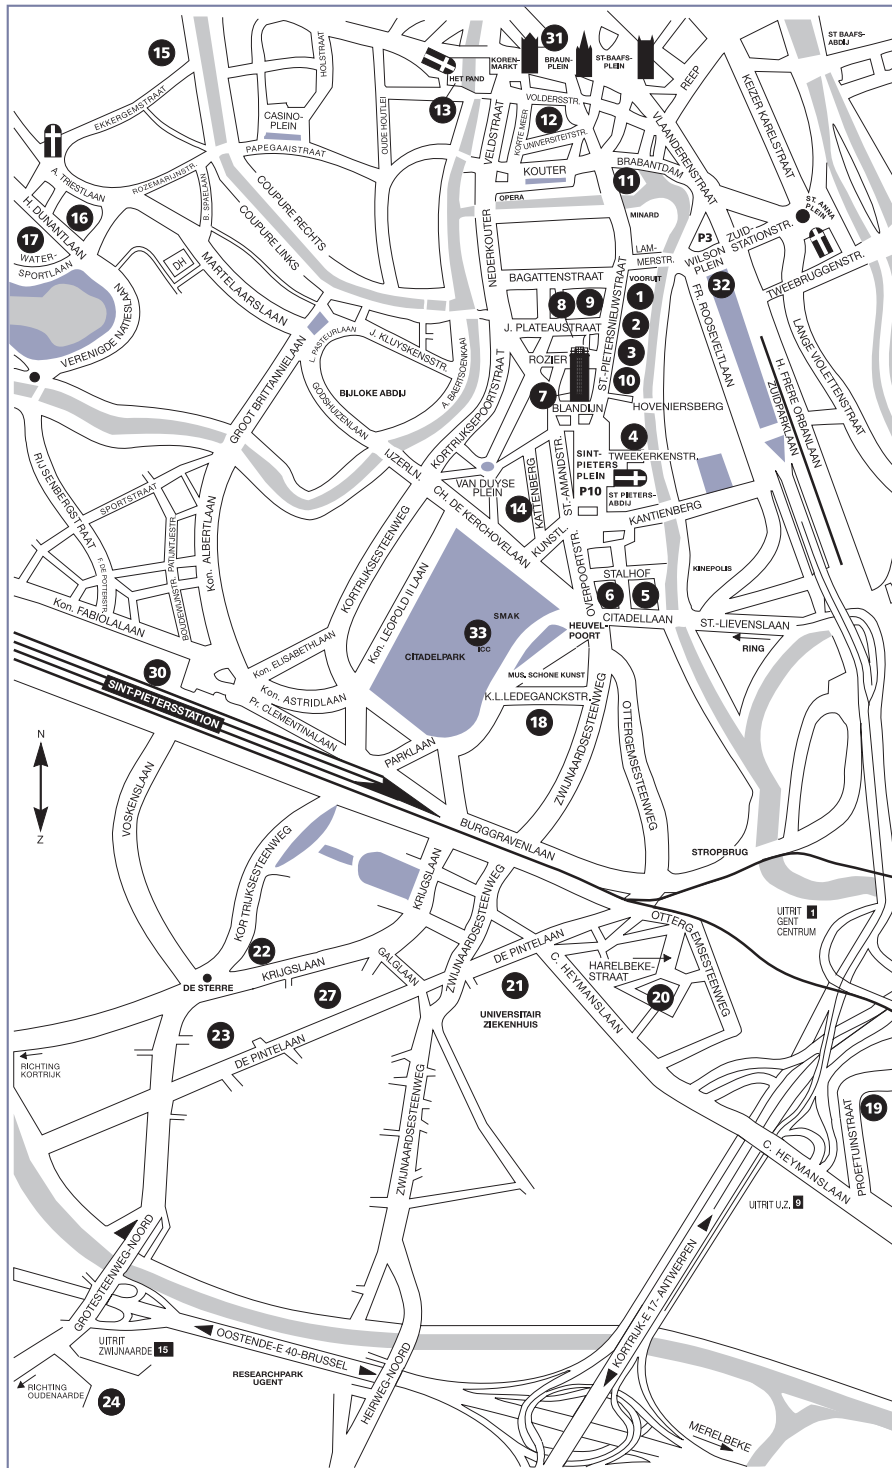 15
31
ST BAAFS-
ABDIJ
HOLSTRAAT
KOREN-
MARKT
BRAUN-
PLEIN
ST-BAAFS-
PLEIN
HET PAND
REEP
KEIZER KARELSTRAAT
EKKERGEMSTRAAT
CASINO-
PLEIN
OUDE HOUTLEI
13
VOLDERSSTR.
12
KORTE MEER
UNIVERSITEITSTR.
VELDSTRAAT
VLAANDERENSTRAAT
PAPEGAAISTRAAT
A. TRIESTLAAN
ROZEMARIJNSTR.
B. SPAELAAN
KOUTER
BRABANTDAM
11
COUPURE RECHTS
COUPURE LINKS
OPERA
MINARD
ST. ANNA
PLEIN
16
H. DUNANTLAAN
17
WATER-
SPORTLAAN
DH
MARTELAARSLAAN
NEDERKOUTER
P3
ZUID-
STATIONSTR.
WILSON
PLEIN
LAM-
MERSTR.
TWEEBRUGGENSTR.
BAGATTENSTRAAT
VOORUIT
32
1
8
9
ST.-PIETERSNIEUWSTRAAT
FR. ROOSEVELTLAAN
VERENIGDE NATIESLAAN
L. PASTEURLAAN
J. KLUYSKENSSTR.
J. PLATEAUSTRAAT
2
ROZIER
3
10
LANGE VIOLETTENSTRAAT
H. FRERE ORBANLAAN
ZUIDPARKLAAN
GROOT BRITTANNIELAAN
BIJLOKE ABDIJ
GODSHUIZENLAAN
A. BAERTSOENKAAI
KORTRIJKSEPOORTSTRAAT
7
BLANDIJN
HOVENIERSBERG
4
TWEEKERKENSTR.
IJZERLN.
SINT-
PIETERS
PLEIN
P10
ST PIETERS-
ABDIJ
RIJSENBERGSTRAAT
SPORTSTRAAT
VAN DUYSE
PLEIN
14
KATTENBERG
ST.-AMANDSTR.
KANTIENBERG
CH. DE KERCHOVELAAN
KUNSTL.
PATIJNTJESTR.
F. DE POTTERSTR.
BOUDEWIJNSTR.
Kon. ALBERTLAAN
KORTRIJKSESTEENWEG
OVERPOORTSTR.
STALHOF
KINEPOLIS
6
5
CITADELLAAN
Kon. FABIOLALAAN
Kon. LEOPOLD II LAAN
SMAK
HEUVEL-
POORT
ST.-LIEVENSLAAN
RING
33
ICC
CITADELPARK
Kon. ELISABETHLAAN
30
SINT-PIETERSSTATION
MUS. SCHONE KUNST
Kon. ASTRIDLAAN
K.L.LEDEGANCKSTR.
Pr. CLEMENTINALAAN
18
N
Z
PARKLAAN
ZWIJNAARDSESTEENWEG
OTTERGEMSESTEENWEG
VOSKENSLAAN
BURGGRAVENLAAN
STROPBRUG
KORTRIJKSESTEENWEG
KRIJGSLAAN
ZWIJNAARDSESTEENWEG
UITRIT 1
GENT
CENTRUM
OTTERGEMSESTEENWEG
22
KRIJGSLAAN
GALGLAAN
DE PINTELAAN
DE STERRE
27
21
C. HEYMANSLAAN
HARELBEKE-
STRAAT
20
UNIVERSITAIR
ZIEKENHUIS
23
DE PINTELAAN
RICHTING
KORTRIJK
ZWIJNAARDSESTEENWEG
19
PROEFTUINSTRAAT
C. HEYMANSLAAN
UITRIT U.Z. 9
GROTESTEENWEG-NOORD
KORTRIJK-E 17- ANTWERPEN
UITRIT
ZWIJNAARDE 15
OOSTENDE-E 40-BRUSSEL
RESEARCHPARK
UGENT
HEIRWEG-NOORD
RICHTING
OUDENAARDE
24
MERELBEKE